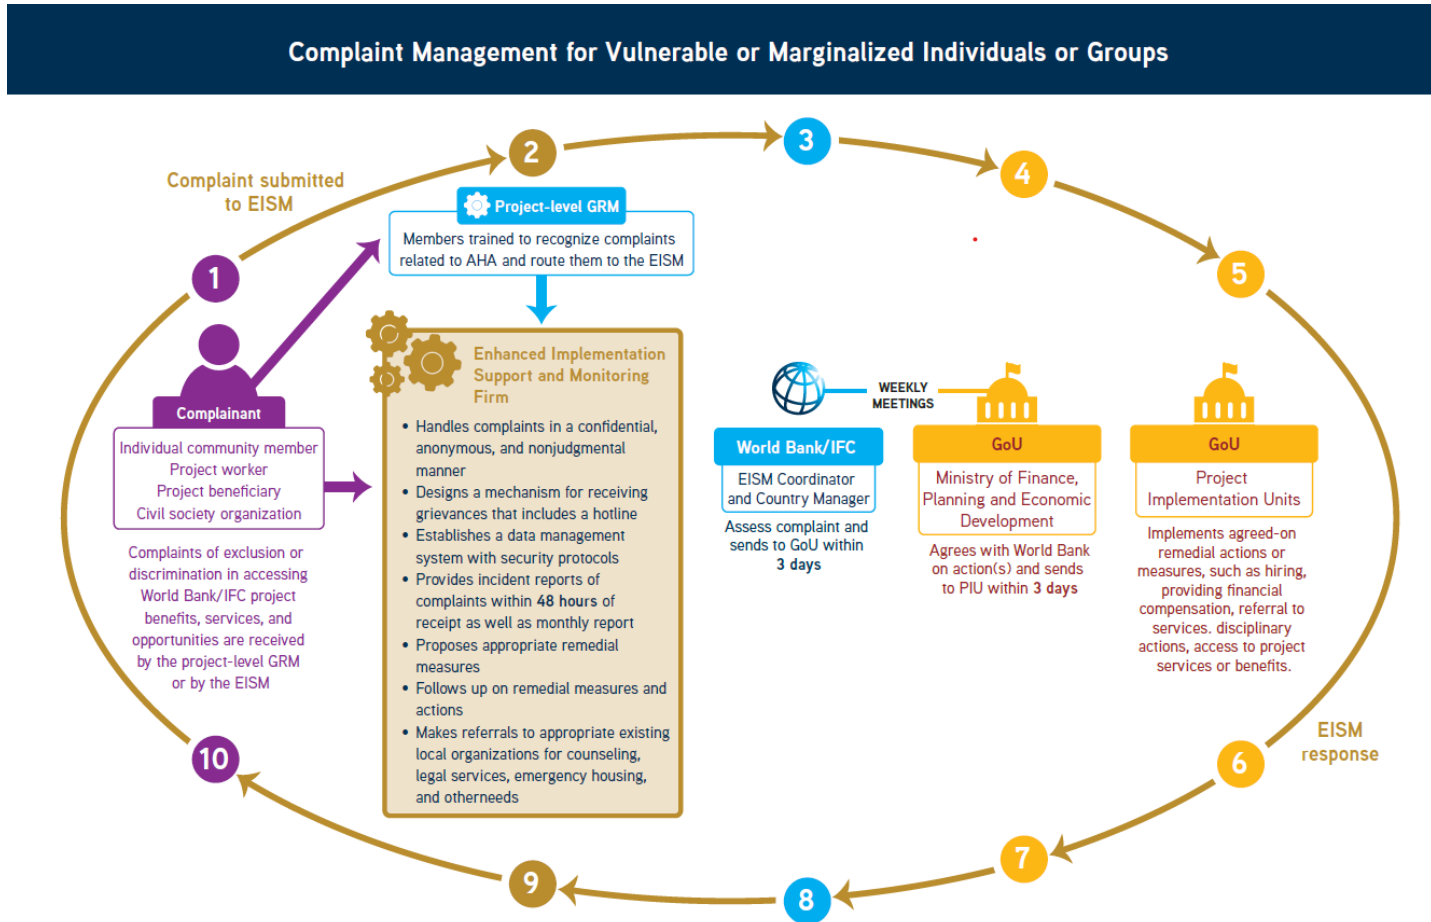 Complaint Management for Vulnerable or Marginalized Individuals or Groups
Complaint submitted
to EISM
1
2
3
4
5
Project-level GRM
Members trained to recognize complaints
related to AHA and route them to the EISM
Complainant
Individual community member
Project worker
Project beneficiary
Civil society organization
Complaints of exclusion or
discrimination in accessing
World Bank/IFC project
benefits, services, and
opportunities are received
by the project-level GRM
or by the EISM
Enhanced Implementation
Support and Monitoring
Firm
• Handles complaints in a confidential,
anonymous, and nonjudgmental
manner
• Designs a mechanism for receiving
grievances that includes a hotline
• Establishes a data management
system with security protocols
• Provides incident reports of
complaints within 48 hours of
receipt as well as monthly report
• Proposes appropriate remedial
measures
• Follows up on remedial measures and
actions
• Makes referrals to appropriate existing
local organizations for counseling,
legal services, emergency housing,
and otherneeds
WEEKLY
MEETINGS
World Bank/IFC
EISM Coordinator
and Country Manager
Assess complaint and
sends to GoU within
3 days
GoU
Ministry of Finance,
Planning and Economic
Development
Agrees with World Bank
on action(s) and sends
to PIU within 3 days
GoU
Project
Implementation Units
Implements agreed-on
remedial actions or
measures, such as hiring,
providing financial
compensation, referral to
services. disciplinary
actions, access to project
services or benefits.
EISM
response
6
7
8
9
10